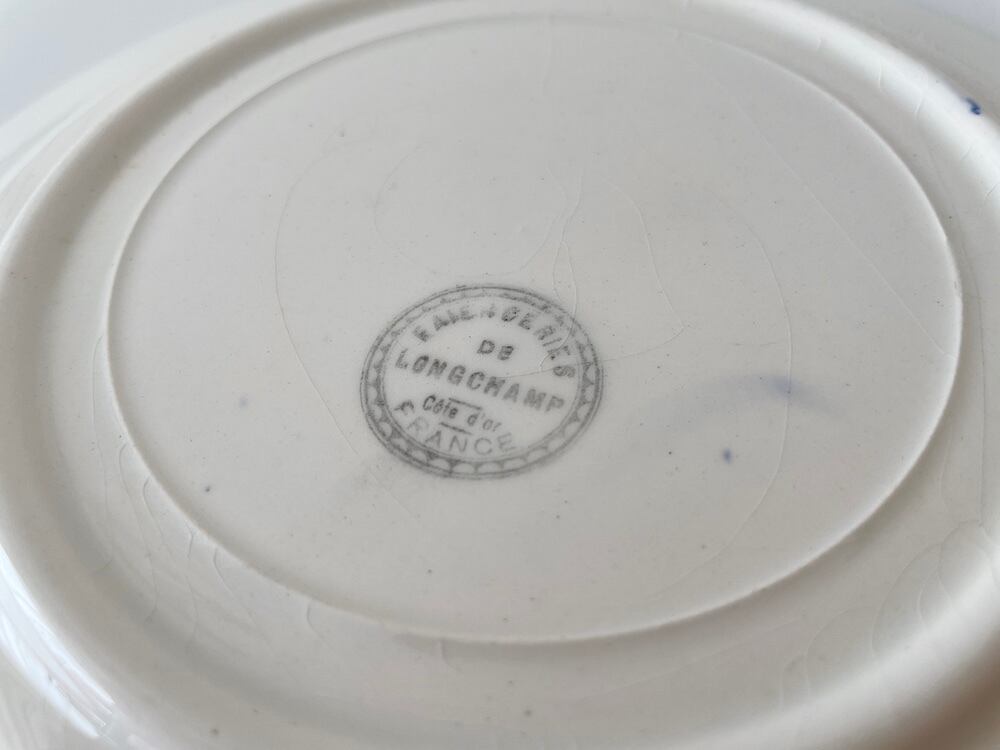 FAIENCERIES
DE
LONGCHAMP
Côte d'or
FRANCE